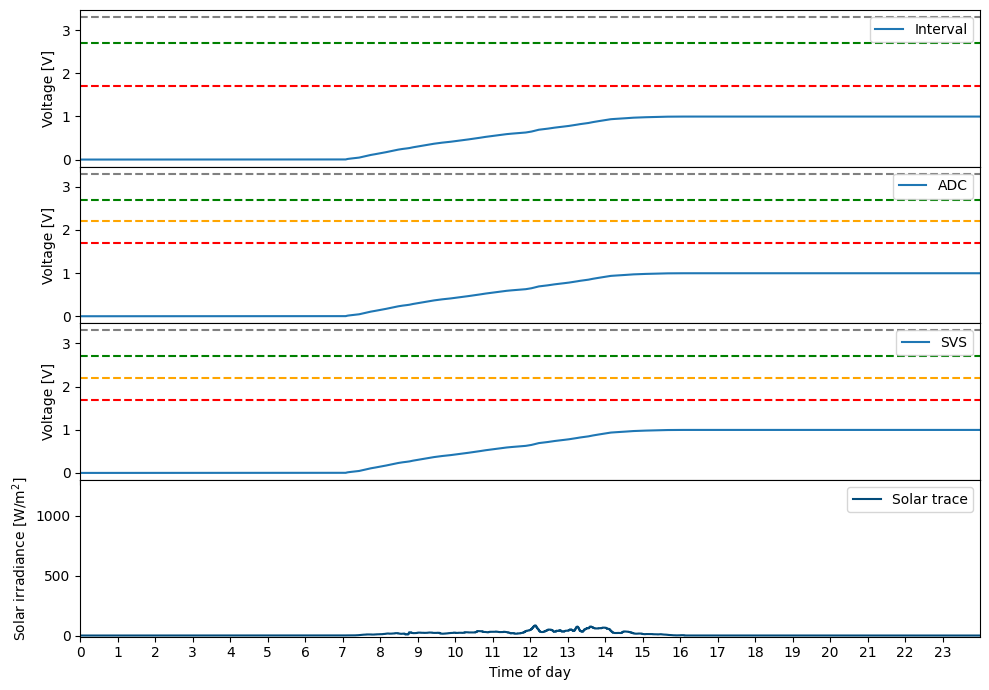 Voltage [V]
3
2
1
0
Interval
Voltage [V]
3
2
1
0
ADC
Voltage [V]
3
2
1
0
SVS
Solar irradiance [W/m²]
1000
500
0
Solar trace
0 1 2 3 4 5 6 7 8 9 10 11 12 13 14 15 16 17 18 19 20 21 22 23
Time of day